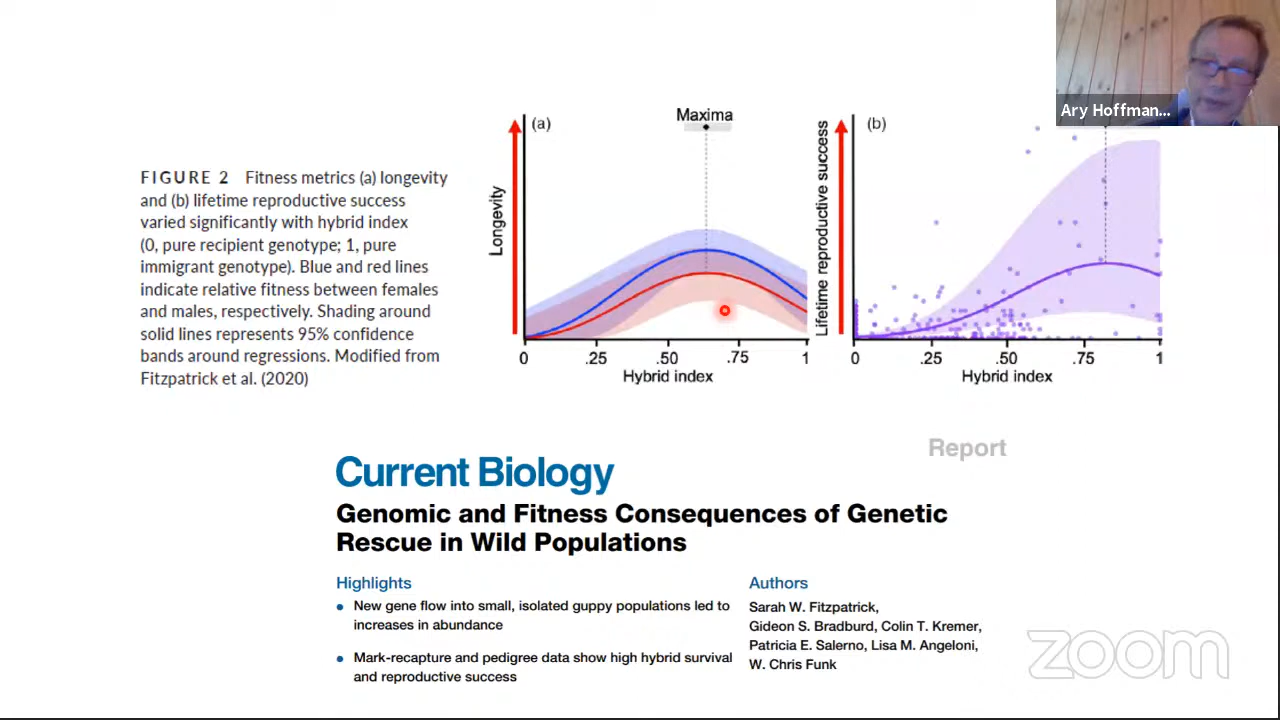 Ary Hoffman...
FIGURE 2 Fitness metrics (a) longevity
and (b) lifetime reproductive success
varied significantly with hybrid index
(0, pure recipient genotype; 1, pure
immigrant genotype). Blue and red lines
indicate relative fitness between females
and males, respectively. Shading around
solid lines represents 95% confidence
bands around regressions. Modified from
Fitzpatrick et al. (2020)
(a)
Maxima
Longevity
0 .25 .50 .75 1
Hybrid index
(b)
Lifetime reproductive success
0 .25 .50 .75 1
Hybrid index
Report
Current Biology
Genomic and Fitness Consequences of Genetic
Rescue in Wild Populations
Highlights
New gene flow into small, isolated guppy populations led to
increases in abundance
Mark-recapture and pedigree data show high hybrid survival
and reproductive success
Authors
Sarah W. Fitzpatrick,
Gideon S. Bradburd, Colin T. Kremer,
Patricia E. Salerno, Lisa M. Angeloni,
W. Chris Funk
zoom